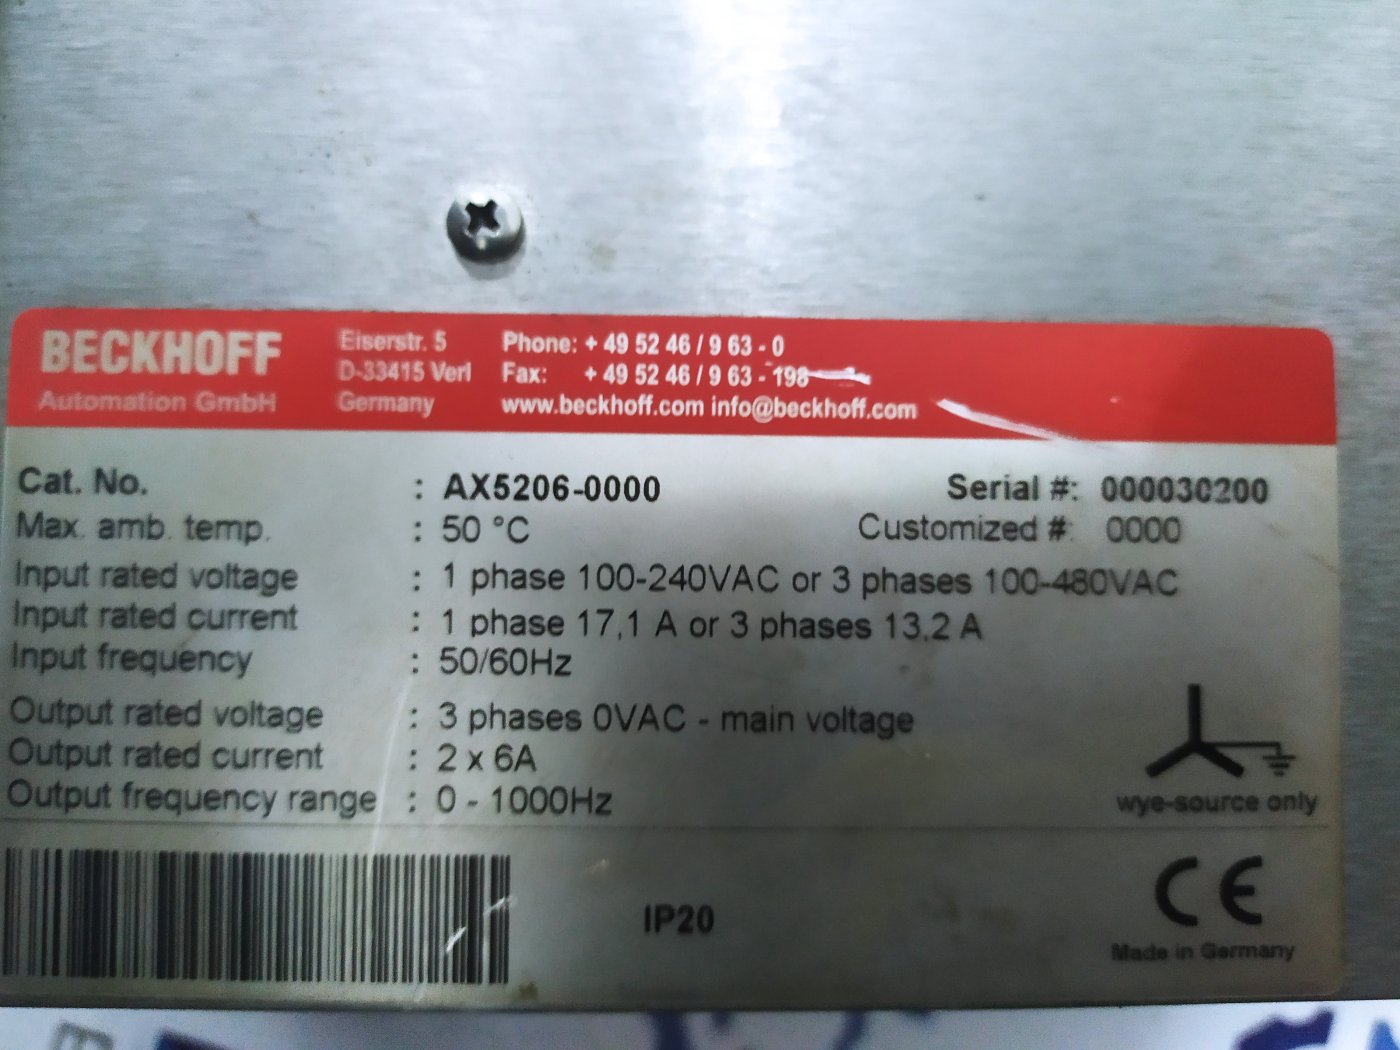 BECKHOFF
Automation GmbH
Eiserstr. 5
D-33415 Verl
Germany
Phone: + 49 52 46 / 9 63 - 0
Fax: + 49 52 46 / 9 63 - 198
www.beckhoff.com info@beckhoff.com
Cat. No. : AX5206-0000 Serial #: 000030200
Max. amb. temp. : 50 °C Customized #: 0000
Input rated voltage : 1 phase 100-240VAC or 3 phases 100-480VAC
Input rated current : 1 phase 17,1 A or 3 phases 13,2 A
Input frequency : 50/60Hz
Output rated voltage : 3 phases 0VAC - main voltage
Output rated current : 2 x 6A
Output frequency range : 0 - 1000Hz
wye-source only
IP20
CE
Made in Germany